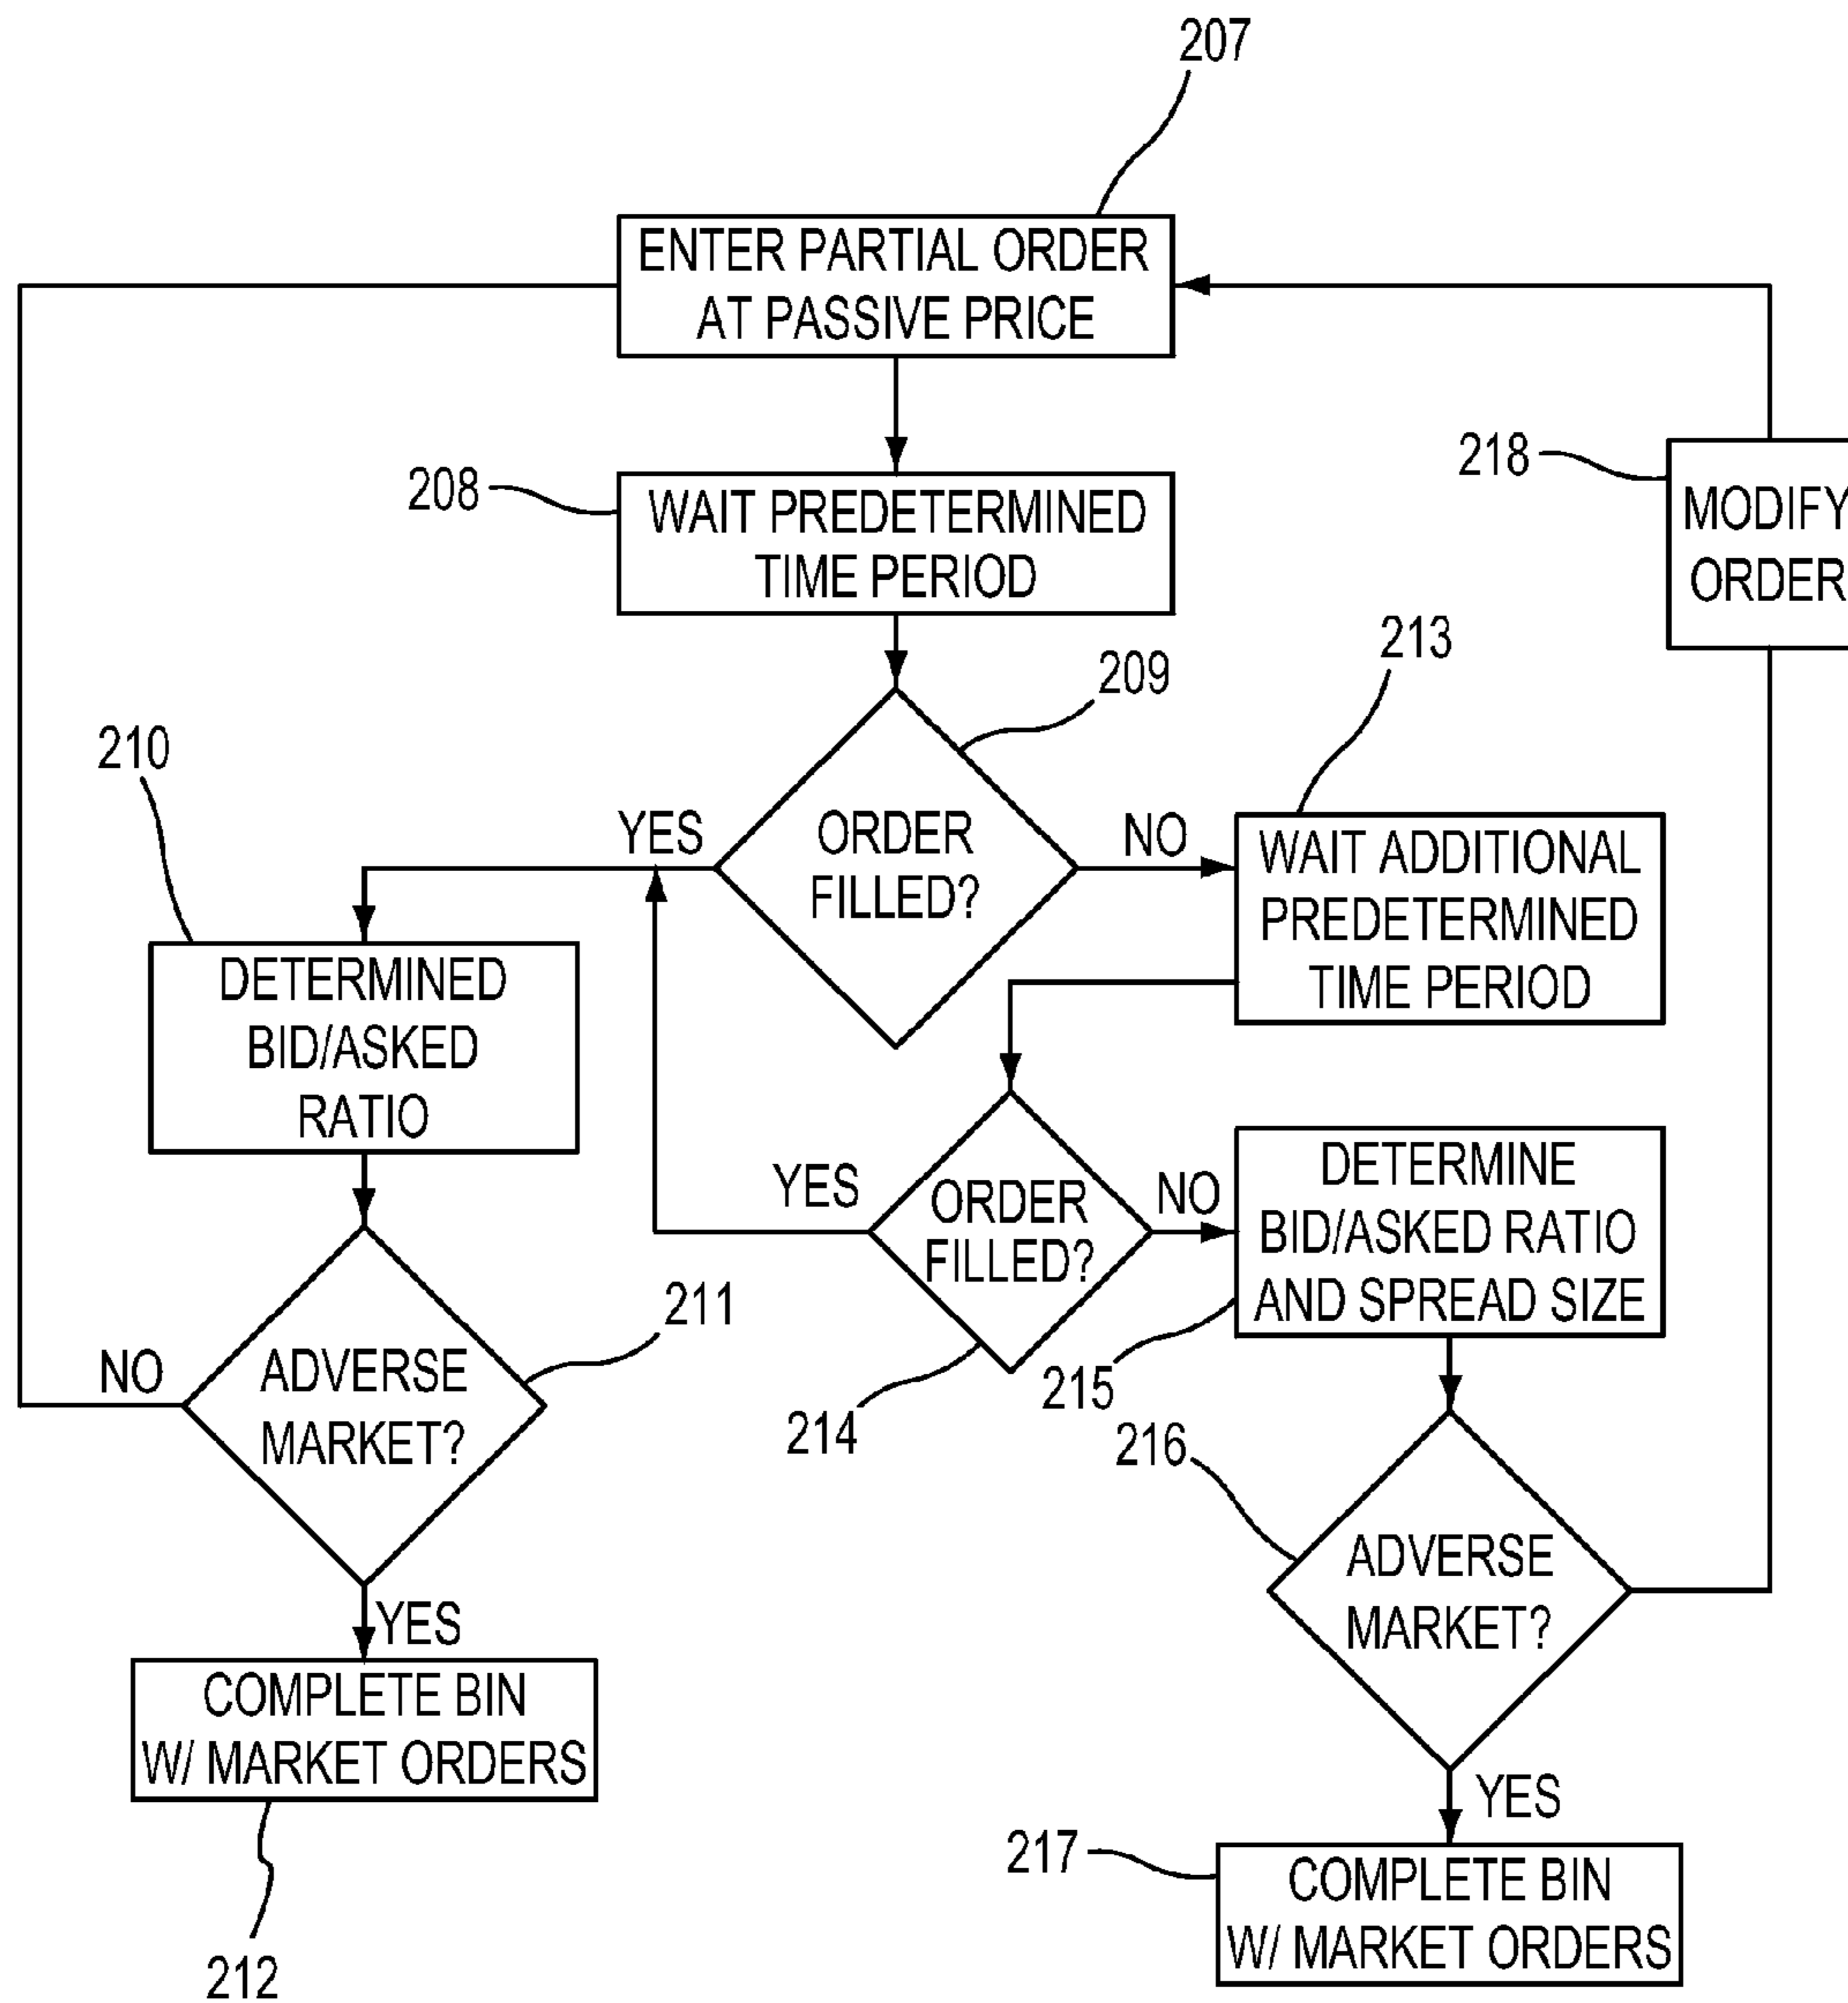 207
ENTER PARTIAL ORDER
AT PASSIVE PRICE
208
WAIT PREDETERMINED
TIME PERIOD
218
MODIFY
ORDER
209
213
210
YES
ORDER
FILLED?
NO
WAIT ADDITIONAL
PREDETERMINED
TIME PERIOD
DETERMINED
BID/ASKED
RATIO
YES
ORDER
FILLED?
NO
DETERMINE
BID/ASKED RATIO
AND SPREAD SIZE
211
214
215
NO
ADVERSE
MARKET?
216
ADVERSE
MARKET?
YES
COMPLETE BIN
W/ MARKET ORDERS
212
YES
217
COMPLETE BIN
W/ MARKET ORDERS